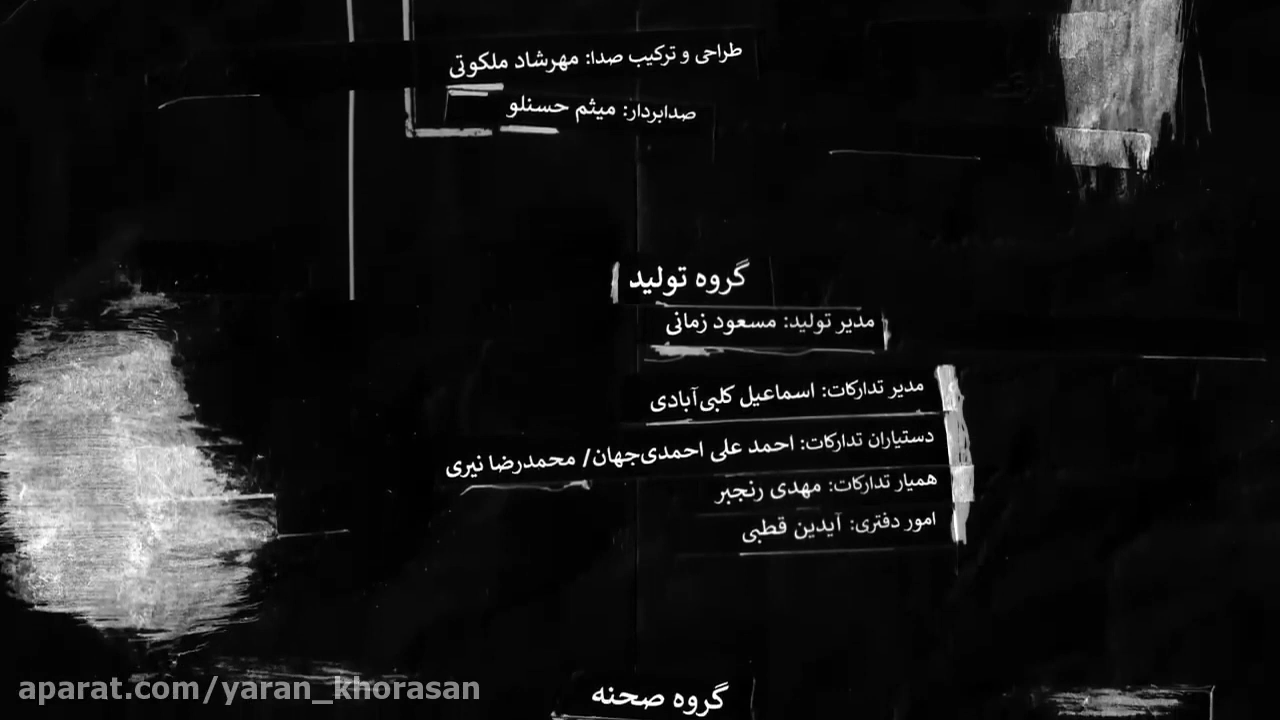 طراحی و ترکیب صدا: مهرشاد ملکوتی
صدابردار: میثم حسنلو
گروه تولید
مدیر تولید: مسعود زمانی
مدیر تدارکات: اسماعیل کلبی‌آبادی
دستیاران تدارکات: احمد علی احمدی‌جهان/ محمدرضا نیری
همیار تدارکات: مهدی رنجبر
امور دفتری: آیدین قطبی
گروه صحنه
aparat.com/yaran_khorasan